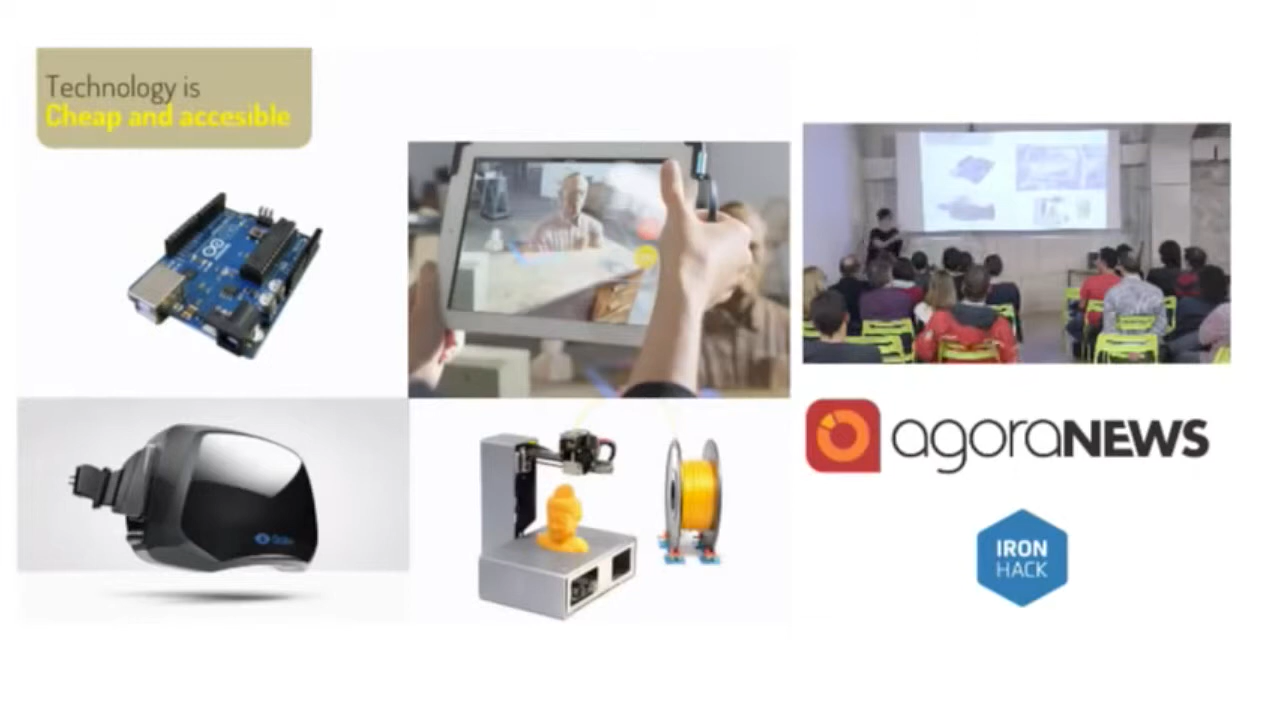 Technology is
Cheap and accesible
agoraNEWS
IRON
HACK